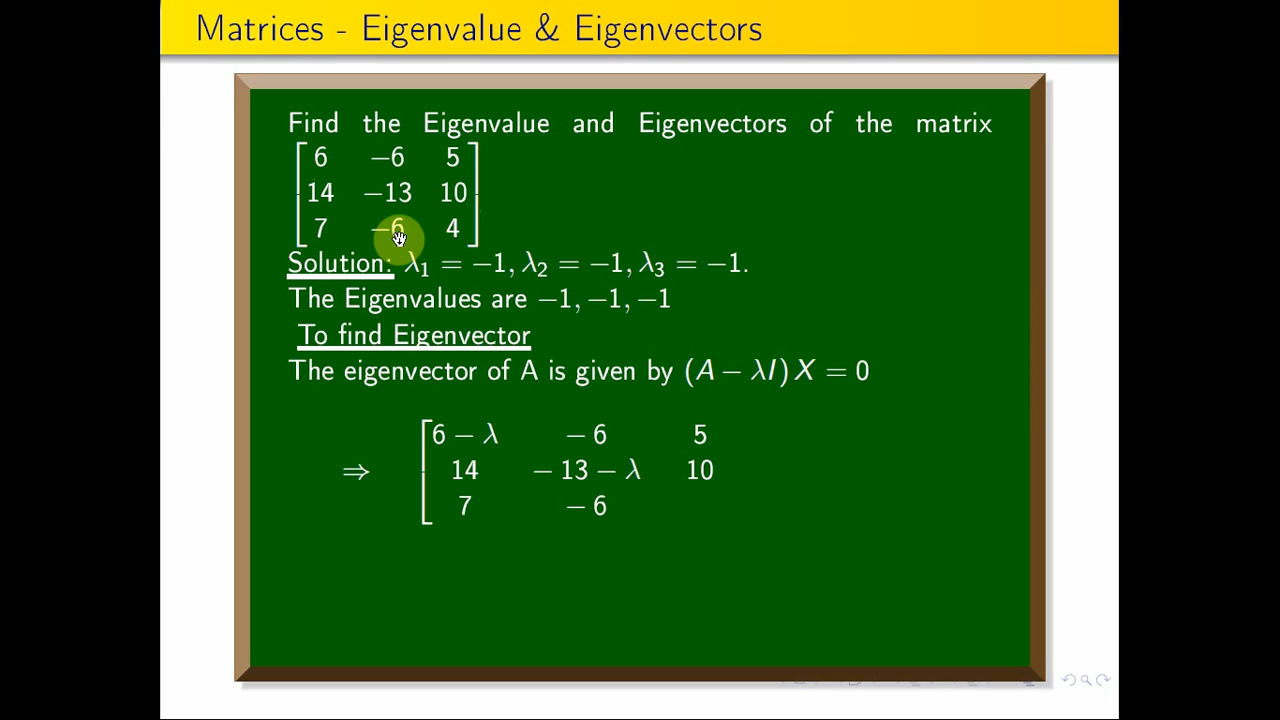 Matrices - Eigenvalue & Eigenvectors
Find the Eigenvalue and Eigenvectors of the matrix
[6 −6 5
14 −13 10
7 −6 4]
Solution: λ₁ = −1, λ₂ = −1, λ₃ = −1.
The Eigenvalues are −1, −1, −1
To find Eigenvector
The eigenvector of A is given by (A − λI) X = 0
[6 − λ − 6 5
⇒ 14 − 13 − λ 10
7 − 6